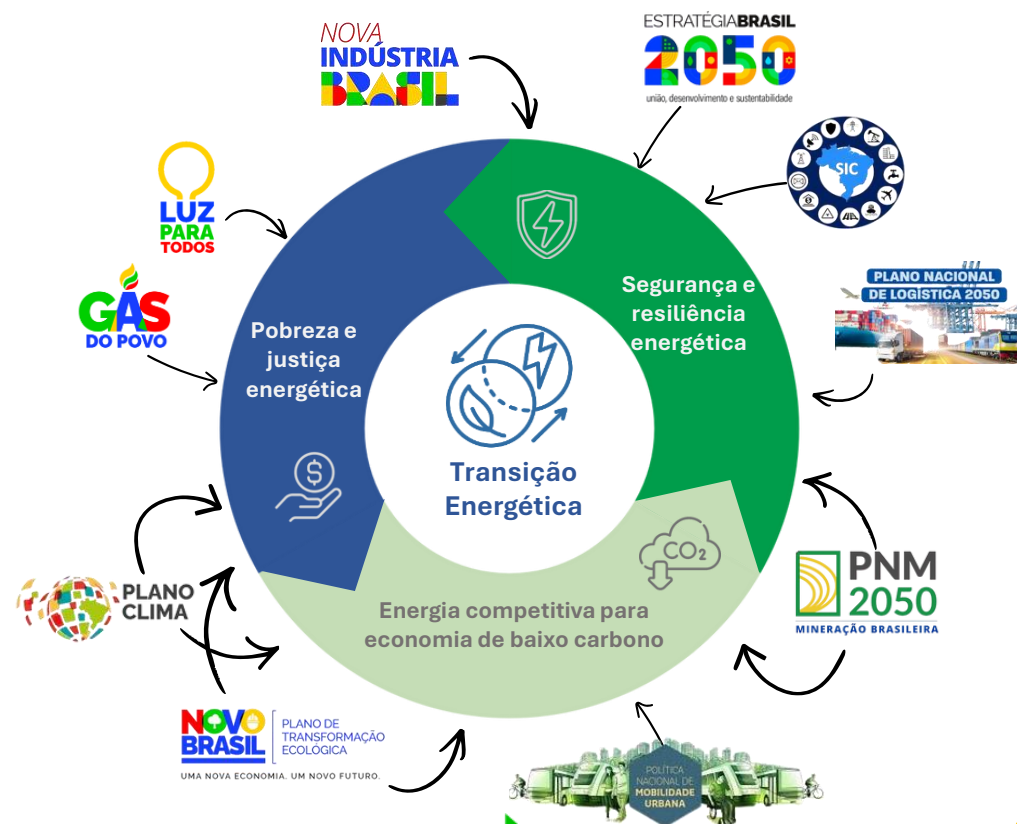 NOVA
INDÚSTRIA
BRASIL
ESTRATÉGIA BRASIL
2050
união, desenvolvimento e sustentabilidade
SIC
LUZ
PARA
TODOS
PLANO NACIONAL
DE LOGÍSTICA 2050
GÁS
DO POVO
Segurança e
resiliência
energética
Pobreza e
justiça
energética
$
Transição
Energética
CO₂
Energia competitiva para
economia de baixo carbono
PLANO
CLIMA
PNM
2050
MINERAÇÃO BRASILEIRA
NOVO
BRASIL
PLANO DE
TRANSFORMAÇÃO
ECOLÓGICA
UMA NOVA ECONOMIA. UM NOVO FUTURO.
POLÍTICA
NACIONAL DE
MOBILIDADE
URBANA